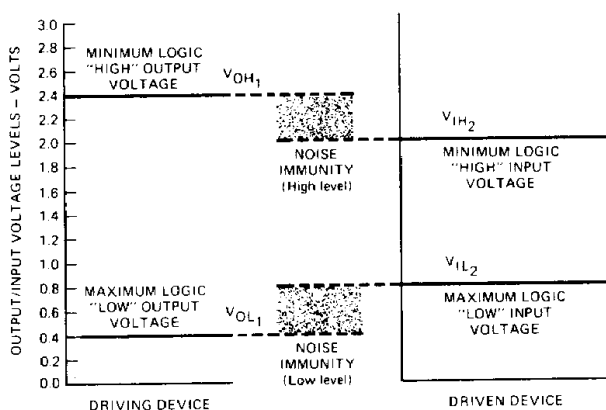 OUTPUT/INPUT VOLTAGE LEVELS – VOLTS
3.0
2.8
2.6
2.4
2.2
2.0
1.8
1.6
1.4
1.2
1.0
0.8
0.6
0.4
0.2
0.0
MINIMUM LOGIC
"HIGH" OUTPUT
VOLTAGE
VOH1
NOISE
IMMUNITY
(High level)
VIH2
MINIMUM LOGIC
"HIGH" INPUT
VOLTAGE
MAXIMUM LOGIC
"LOW" OUTPUT
VOLTAGE
VOL1
NOISE
IMMUNITY
(Low level)
VIL2
MAXIMUM LOGIC
"LOW" INPUT
VOLTAGE
DRIVING DEVICE
DRIVEN DEVICE